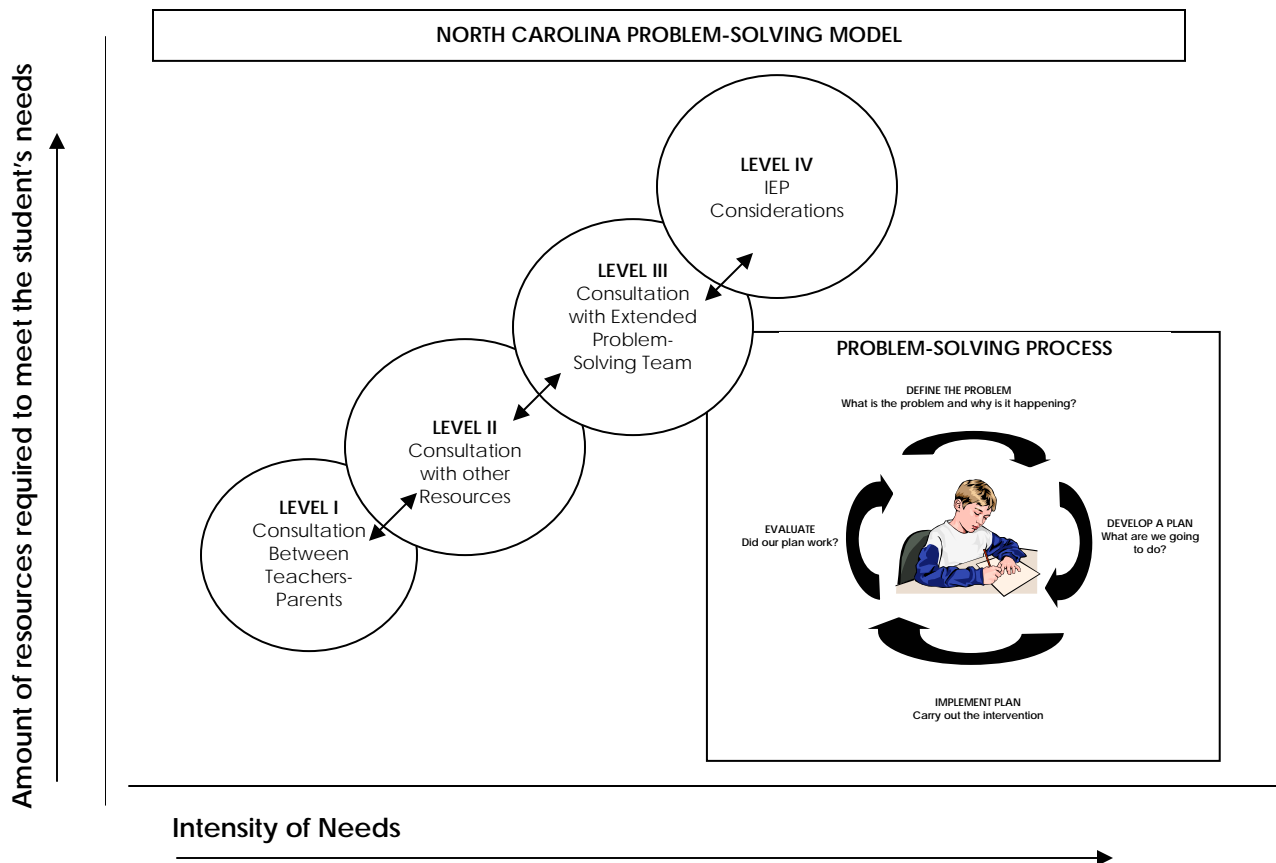 NORTH CAROLINA PROBLEM-SOLVING MODEL
Amount of resources required to meet the student's needs
LEVEL IV
IEP
Considerations
LEVEL III
Consultation
with Extended
Problem-
Solving Team
LEVEL II
Consultation
with other
Resources
LEVEL I
Consultation
Between
Teachers-
Parents
PROBLEM-SOLVING PROCESS
DEFINE THE PROBLEM
What is the problem and why is it happening?
DEVELOP A PLAN
What are we going
to do?
EVALUATE
Did our plan work?
IMPLEMENT PLAN
Carry out the intervention
Intensity of Needs